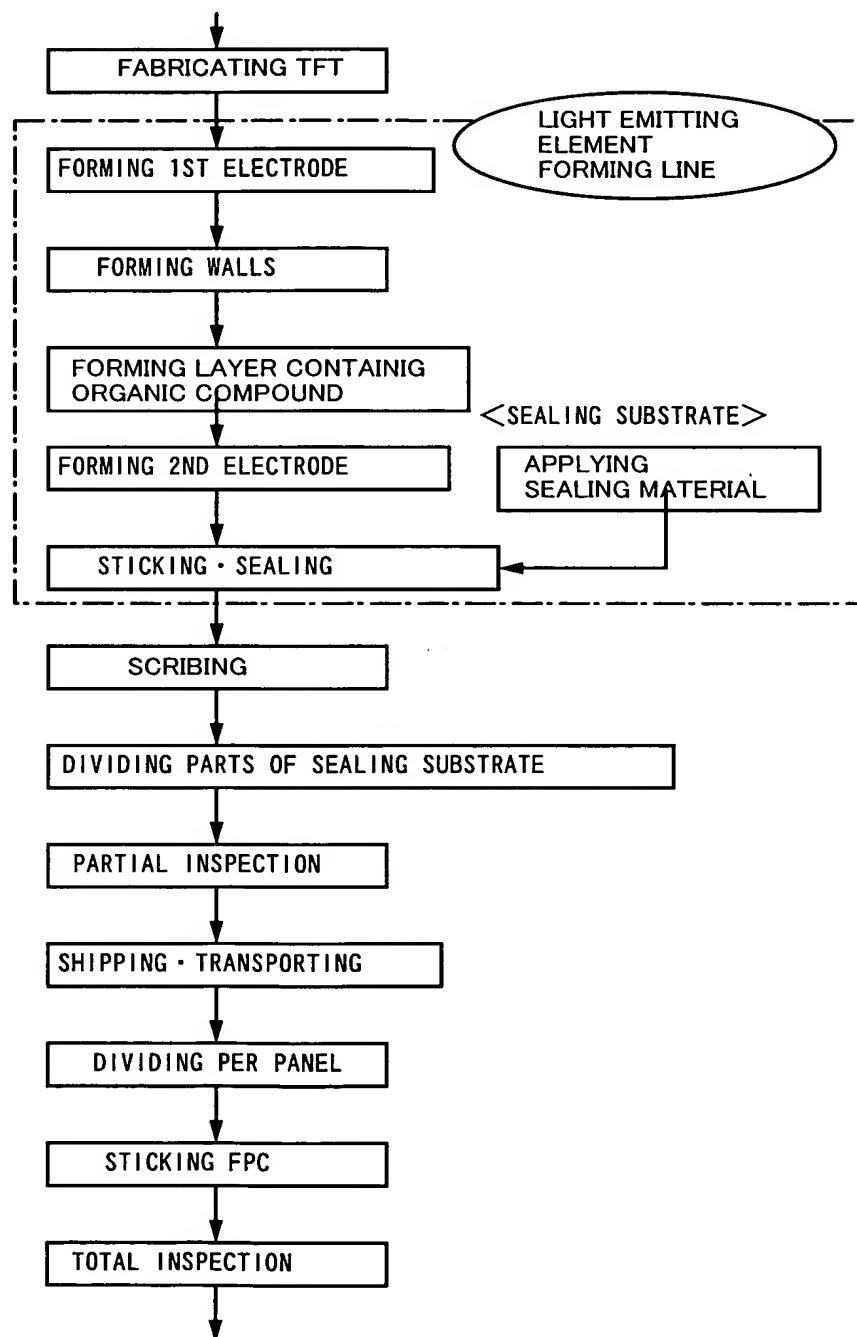 FABRICATING TFT
LIGHT EMITTING
ELEMENT
FORMING LINE
FORMING 1ST ELECTRODE
FORMING WALLS
FORMING LAYER CONTAINIG
ORGANIC COMPOUND
<SEALING SUBSTRATE>
FORMING 2ND ELECTRODE
APPLYING
SEALING MATERIAL
STICKING・SEALING
SCRIBING
DIVIDING PARTS OF SEALING SUBSTRATE
PARTIAL INSPECTION
SHIPPING・TRANSPORTING
DIVIDING PER PANEL
STICKING FPC
TOTAL INSPECTION